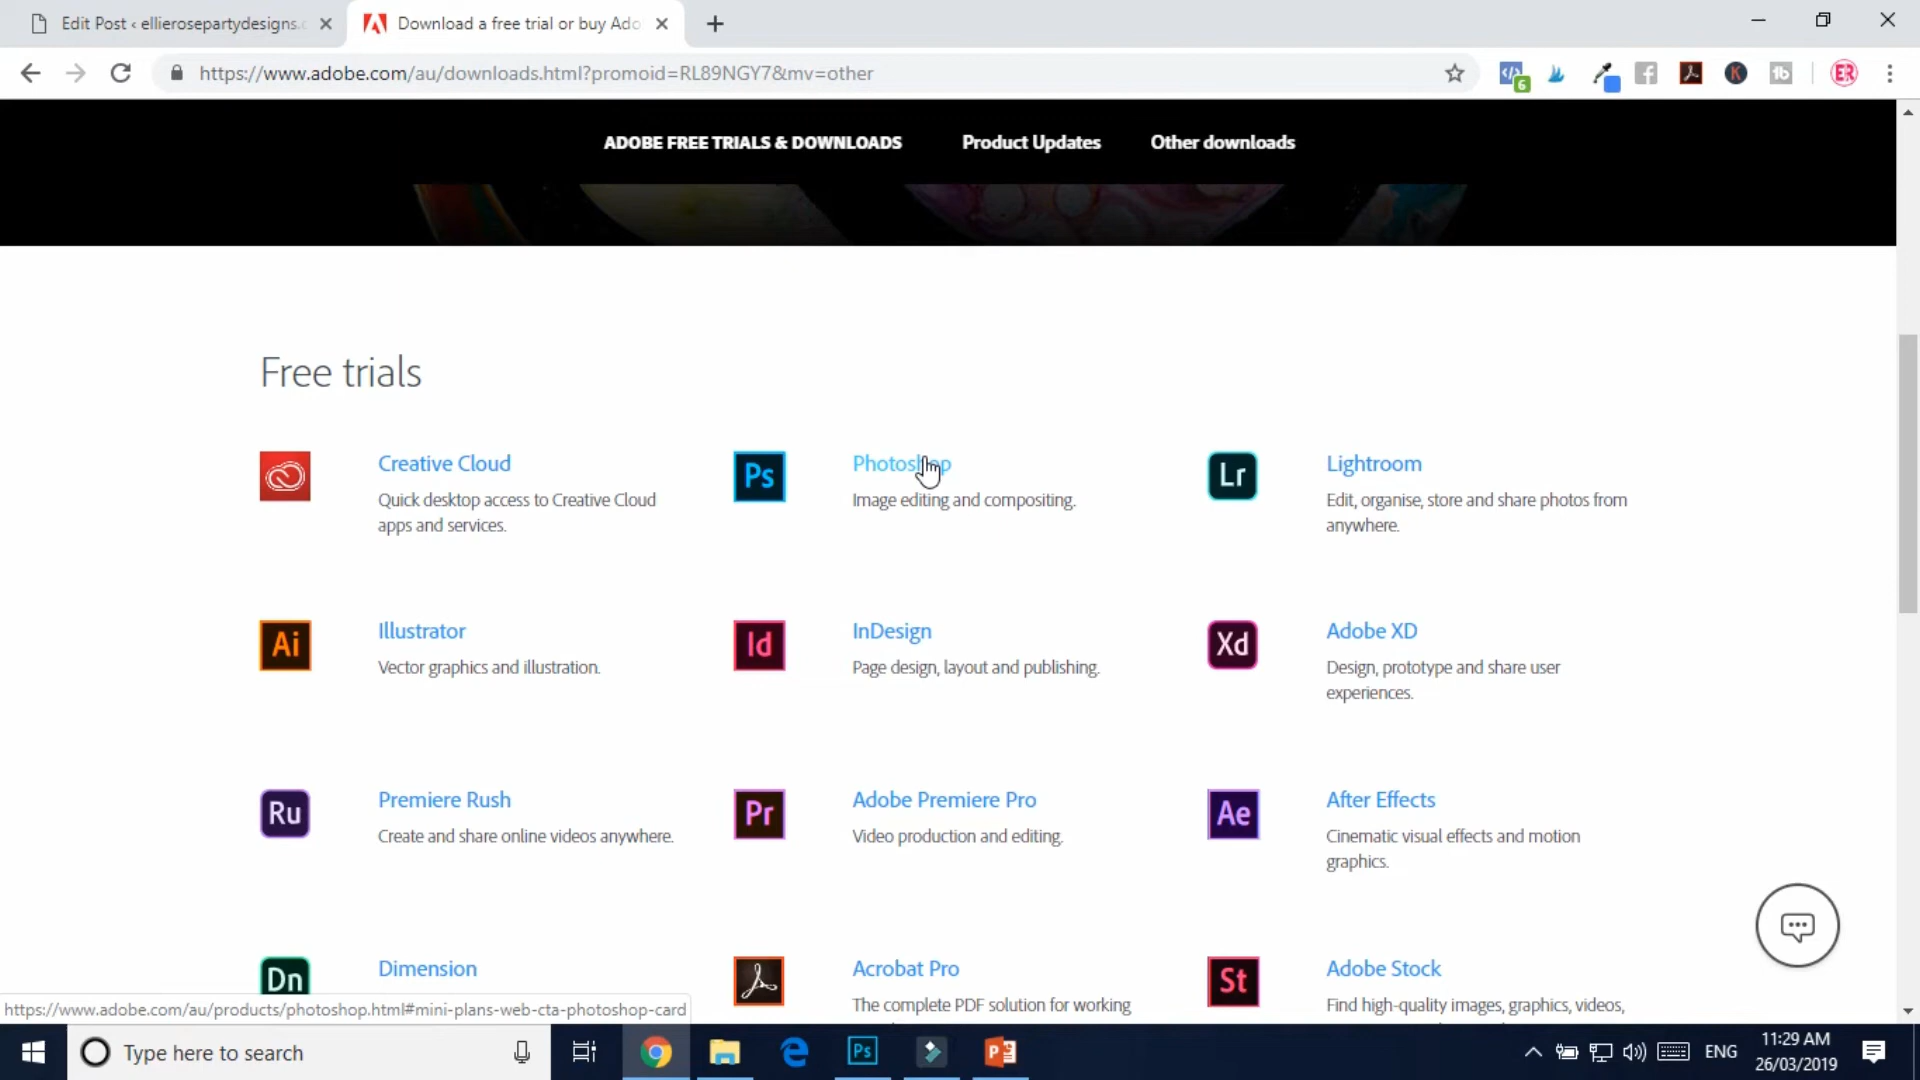 Edit Post ‹ ellierosepartydesigns.
Download a free trial or buy Ado
https://www.adobe.com/au/downloads.html?promoid=RL89NGY7&mv=other
6
ER
ADOBE FREE TRIALS & DOWNLOADS
Product Updates
Other downloads
Free trials
Creative Cloud
Quick desktop access to Creative Cloud
apps and services.
Ps
Photoshop
Image editing and compositing.
Lr
Lightroom
Edit, organise, store and share photos from
anywhere.
Ai
Illustrator
Vector graphics and illustration.
Id
InDesign
Page design, layout and publishing.
Xd
Adobe XD
Design, prototype and share user
experiences.
Ru
Premiere Rush
Create and share online videos anywhere.
Pr
Adobe Premiere Pro
Video production and editing.
Ae
After Effects
Cinematic visual effects and motion
graphics.
Dn
Dimension
Acrobat Pro
The complete PDF solution for working
St
Adobe Stock
Find high-quality images, graphics, videos,
https://www.adobe.com/au/products/photoshop.html#mini-plans-web-cta-photoshop-card
Type here to search
Ps
P
ENG
11:29 AM
26/03/2019